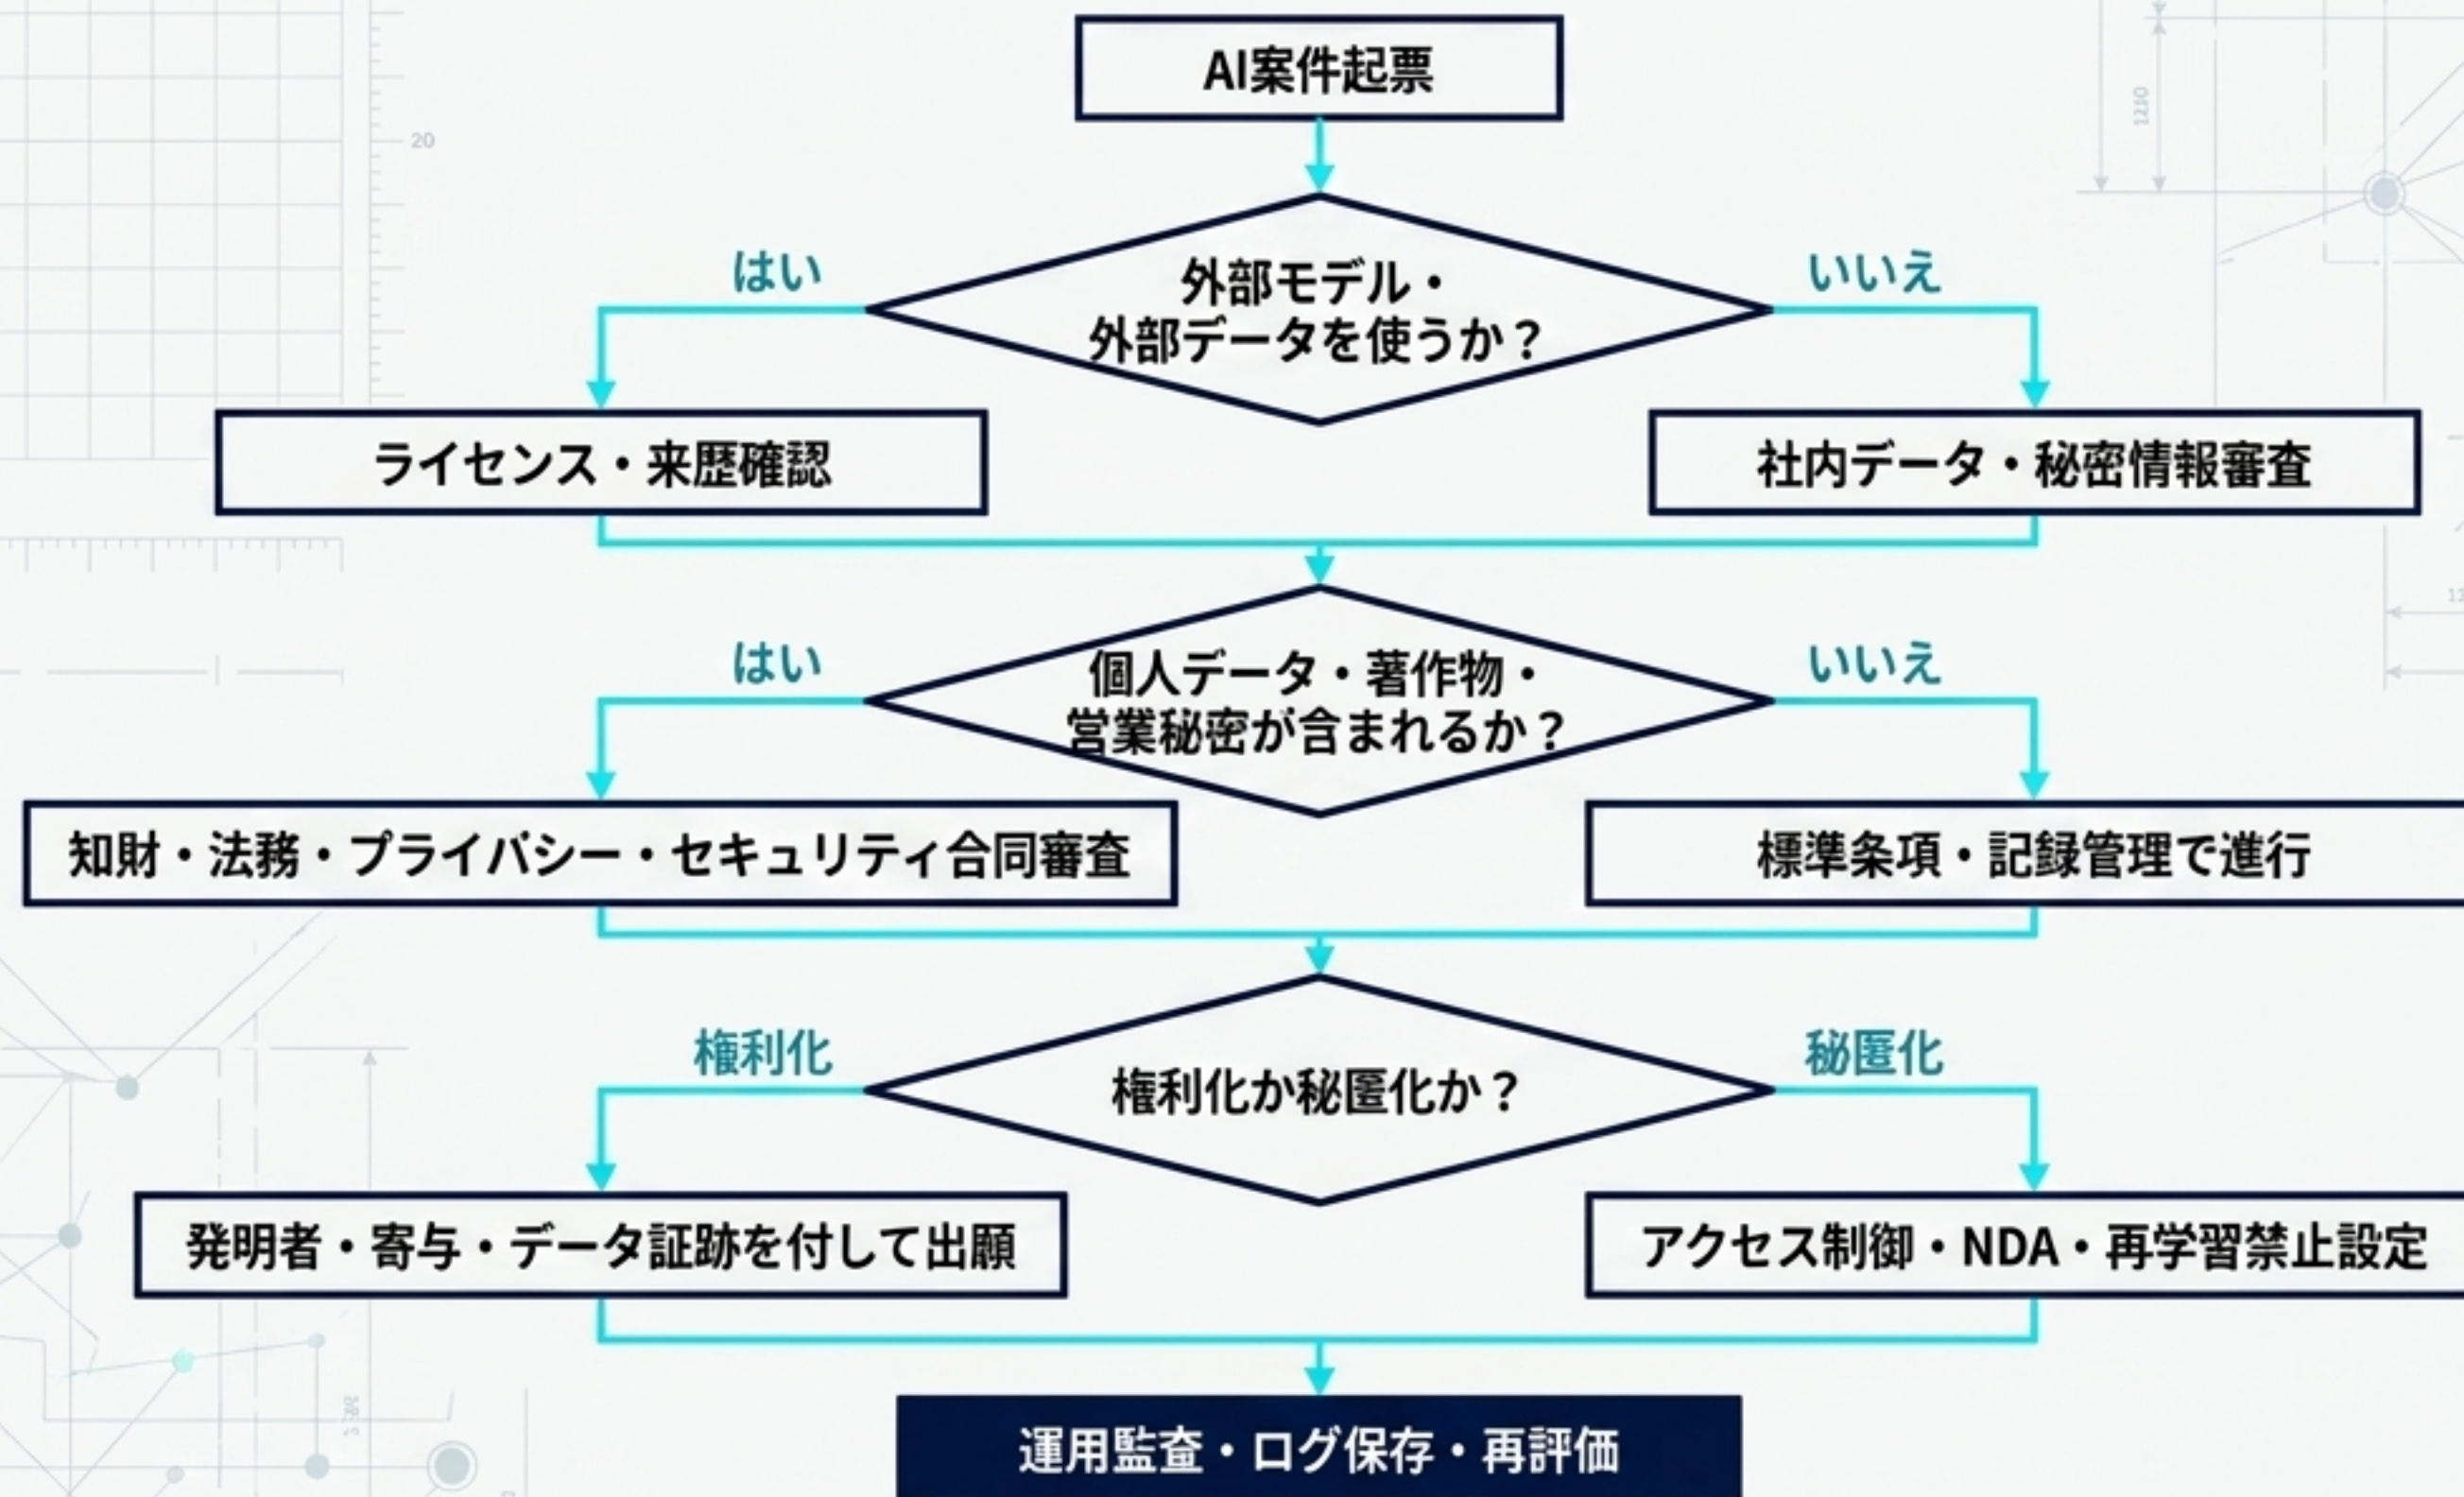 AI案件起票
外部モデル・
外部データを使うか？
はい
いいえ
ライセンス・来歴確認
社内データ・秘密情報審査
個人データ・著作物・
営業秘密が含まれるか？
はい
いいえ
知財・法務・プライバシー・セキュリティ合同審査
標準条項・記録管理で進行
権利化か秘匿化か？
権利化
秘匿化
発明者・寄与・データ証跡を付して出願
アクセス制御・NDA・再学習禁止設定
運用監査・ログ保存・再評価
20